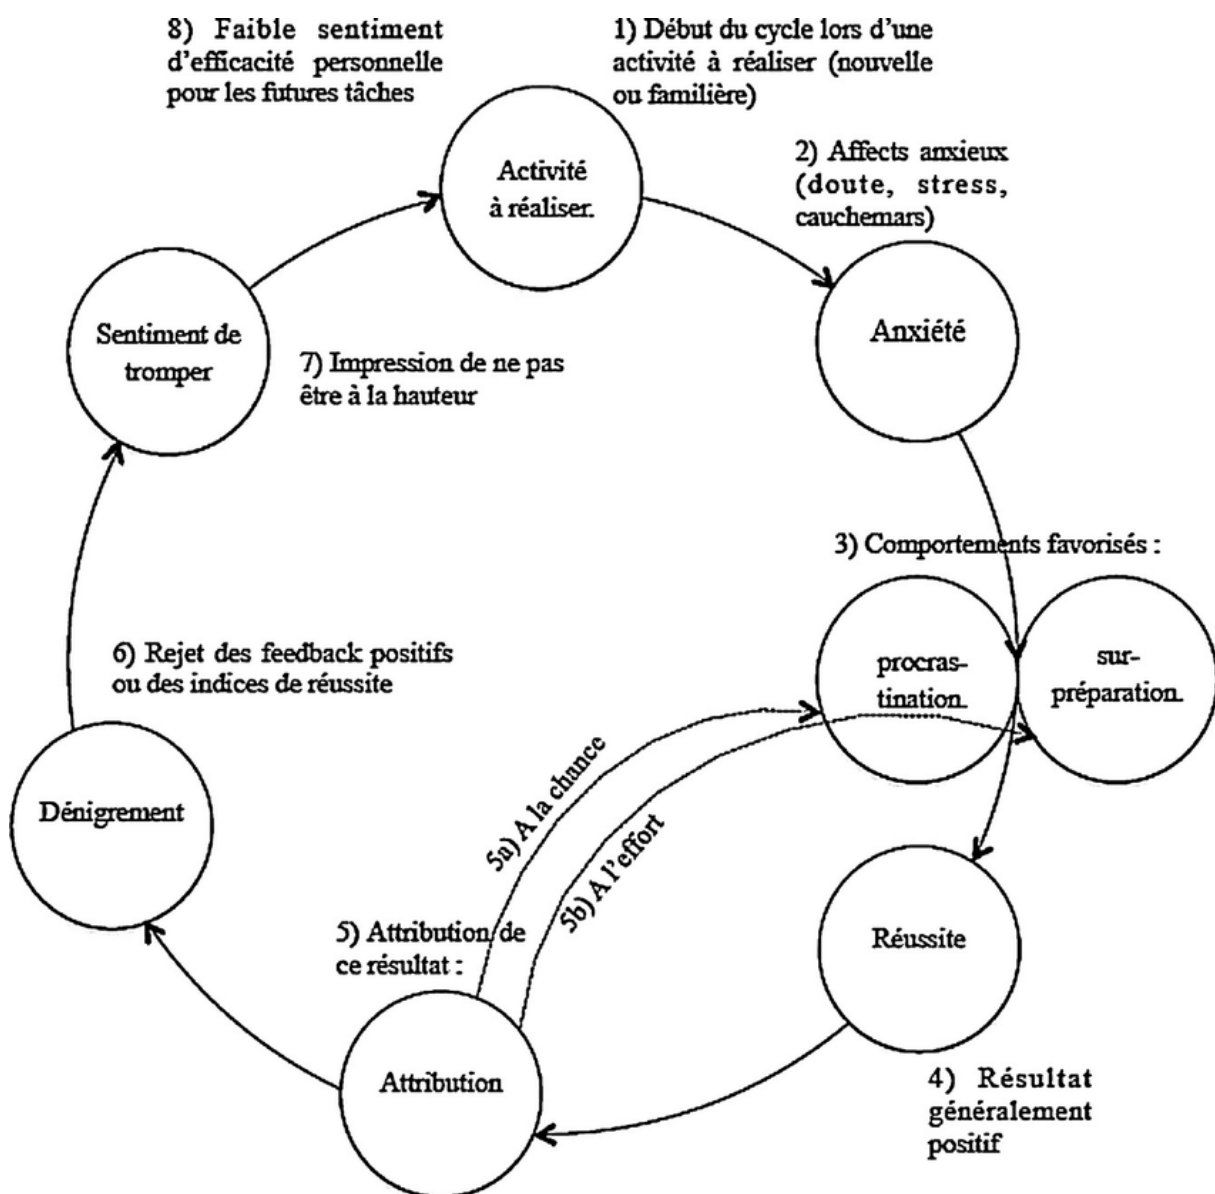 8) Faible sentiment
d'efficacité personnelle
pour les futures tâches
1) Début du cycle lors d'une
activité à réaliser (nouvelle
ou familière)
Activité
à réaliser.
2) Affects anxieux
(doute, stress,
cauchemars)
Anxiété
Sentiment de
tromper
7) Impression de ne pas
être à la hauteur
3) Comportements favorisés :
procras-
tination.
sur-
préparation.
6) Rejet des feedback positifs
ou des indices de réussite
Dénigrement
5a) A la chance
5b) A l'effort
5) Attribution de
ce résultat :
Réussite
Attribution
4) Résultat
généralement
positif